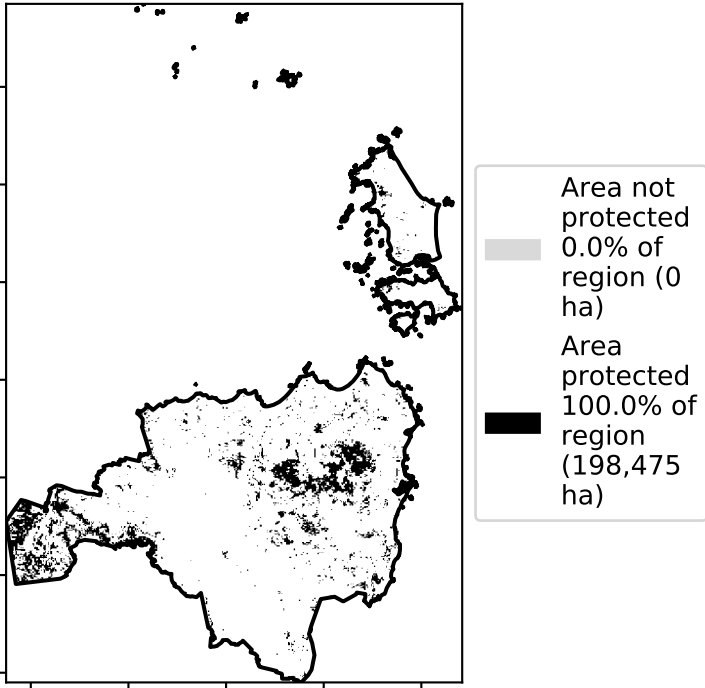 Area not
protected
0.0% of
region (0
ha)
Area
protected
100.0% of
region
(198,475
ha)